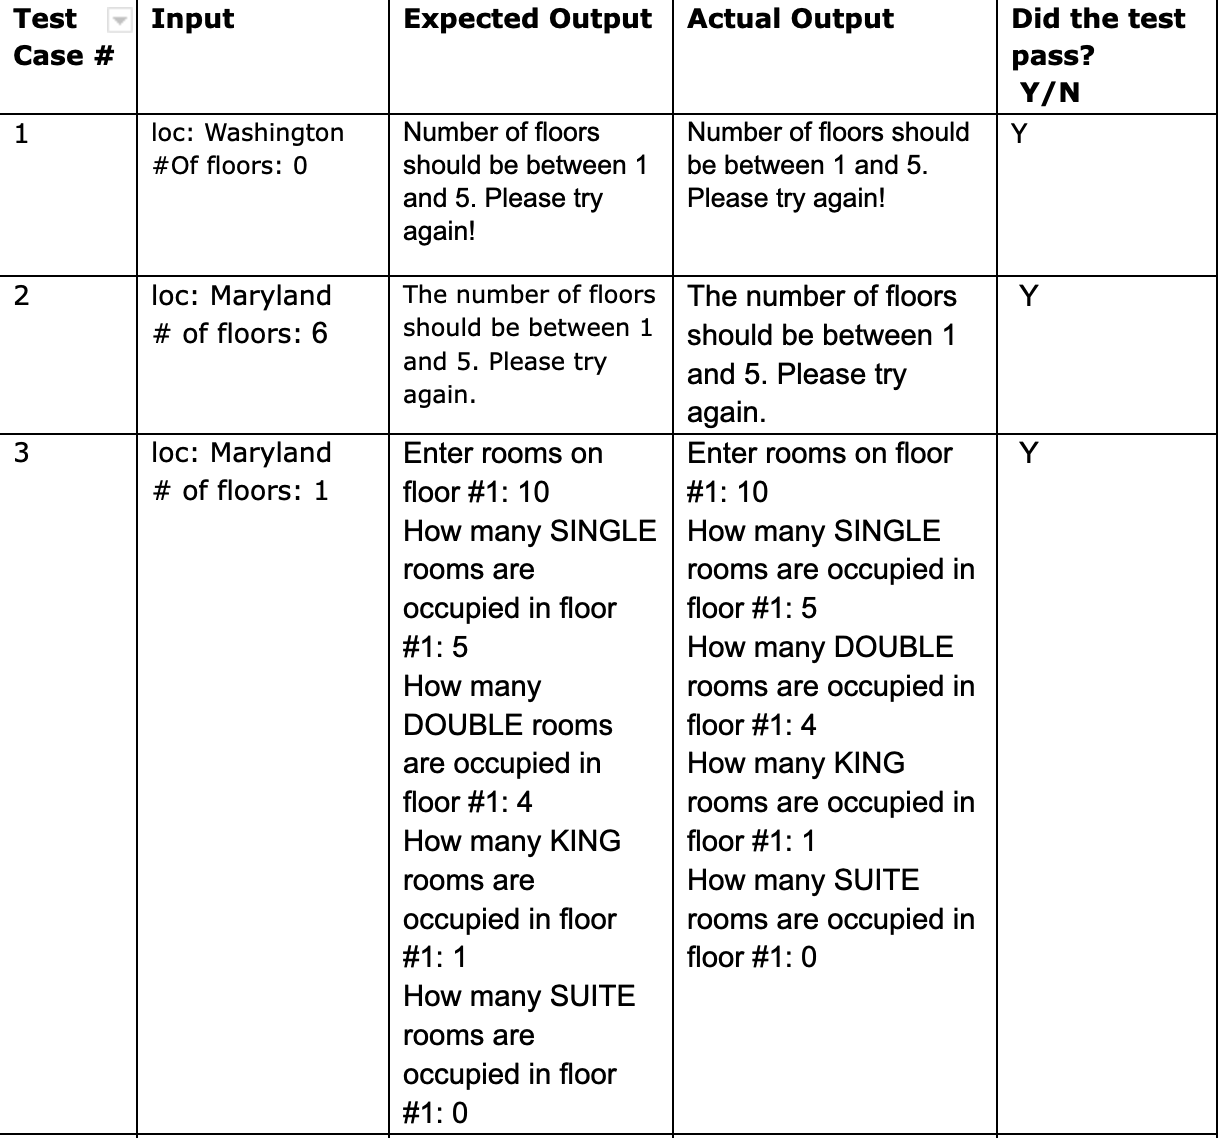 Test Case #
Input
Expected Output
Actual Output
Did the test pass?
Y/N
1
loc: Washington
#Of floors: 0
Number of floors
should be between 1
and 5. Please try
again!
Number of floors should
be between 1 and 5.
Please try again!
Y
2
loc: Maryland
# of floors: 6
The number of floors
should be between 1
and 5. Please try
again.
The number of floors
should be between 1
and 5. Please try
again.
Y
3
loc: Maryland
# of floors: 1
Enter rooms on
floor #1: 10
How many SINGLE
rooms are
occupied in floor
#1: 5
How many
DOUBLE rooms
are occupied in
floor #1: 4
How many KING
rooms are
occupied in floor
#1: 1
How many SUITE
rooms are
occupied in floor
#1: 0
Enter rooms on floor
#1: 10
How many SINGLE
rooms are occupied in
floor #1: 5
How many DOUBLE
rooms are occupied in
floor #1: 4
How many KING
rooms are occupied in
floor #1: 1
How many SUITE
rooms are occupied in
floor #1: 0
Y